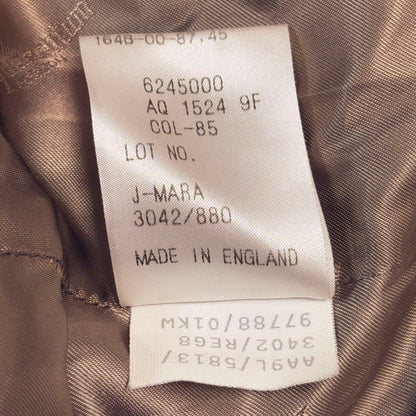 164B-00-87.45
6245000
AQ 1524 9F
COL-85
LOT NO.
J-MARA
3042/880
MADE IN ENGLAND
AA9L/5813/
3402/REG8
97788/01KW